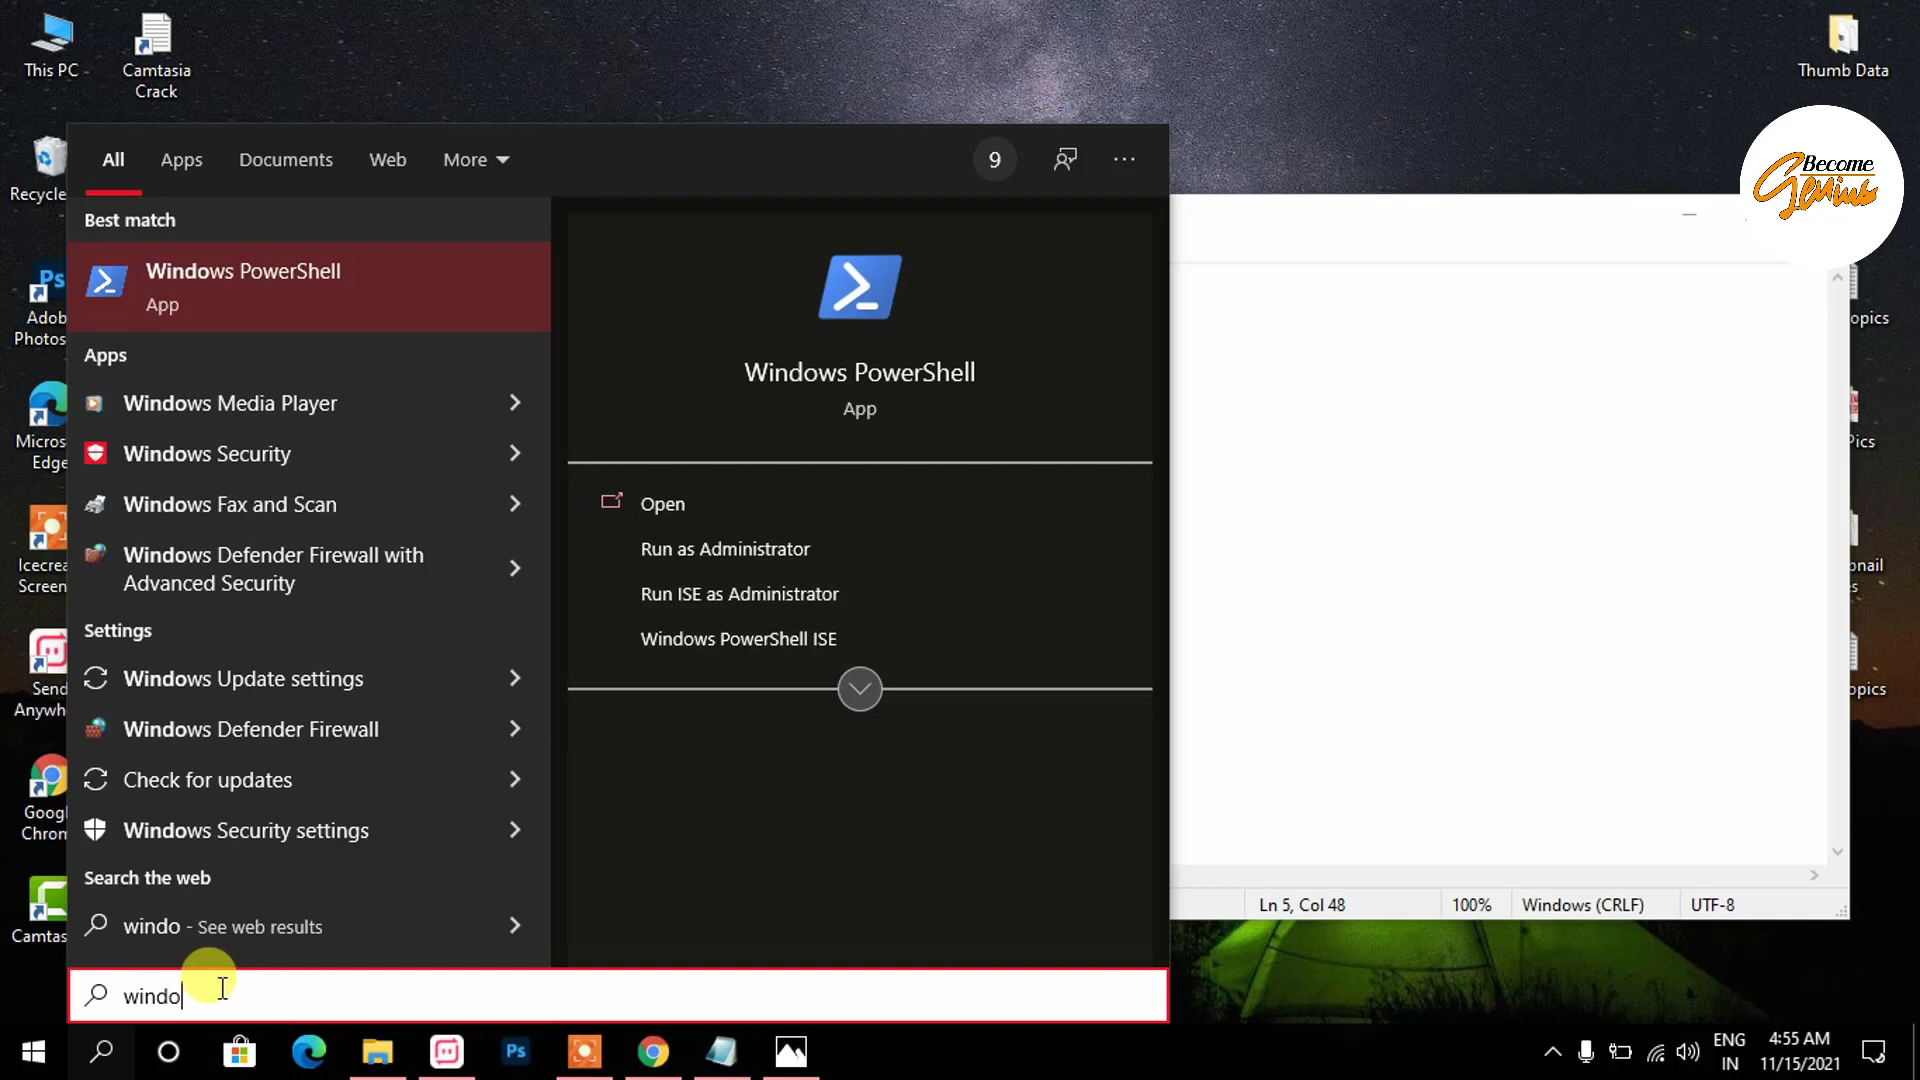 This PC
Camtasia
Crack
Thumb Data
Become
Genius
All
Apps
Documents
Web
More
9
Recycle
Best match
Windows PowerShell
App
Windows PowerShell
App
Ps
Adob
Photos
opics
Apps
Windows Media Player
Windows Security
Windows Fax and Scan
Windows Defender Firewall with
Advanced Security
Micros
Edge
Pics
Open
Run as Administrator
Run ISE as Administrator
Windows PowerShell ISE
Icecrea
Screen
nail
s
Settings
Windows Update settings
Windows Defender Firewall
Check for updates
Windows Security settings
Send
Anywh
opics
Googl
Chrom
Search the web
windo - See web results
Camtas
Ln 5, Col 48
100%
Windows (CRLF)
UTF-8
windo
Ps
ENG
IN
4:55 AM
11/15/2021